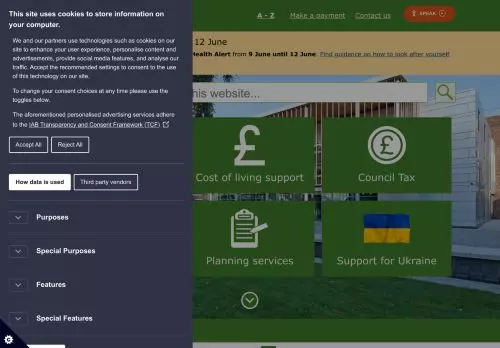 This site uses cookies to store information on
your computer.
We and our partners use technologies such as cookies on our
site to enhance your user experience, personalise content and
advertisements, provide social media features, and analyse our
traffic. Accept the recommended settings to consent to the use
of this technology on our site.
To change your consent choices at any time please use the
toggles below.
The aforementioned personalised advertising services adhere
to the IAB Transparency and Consent Framework (TCF)
Accept All
Reject All
How data is used
Third party vendors
Purposes
Special Purposes
Features
Special Features
A - Z
Make a payment
Contact us
SPEAK
12 June
Health Alert from 9 June until 12 June. Find guidance on how to look after yourself
this website...
Cost of living support
Council Tax
Planning services
Support for Ukraine